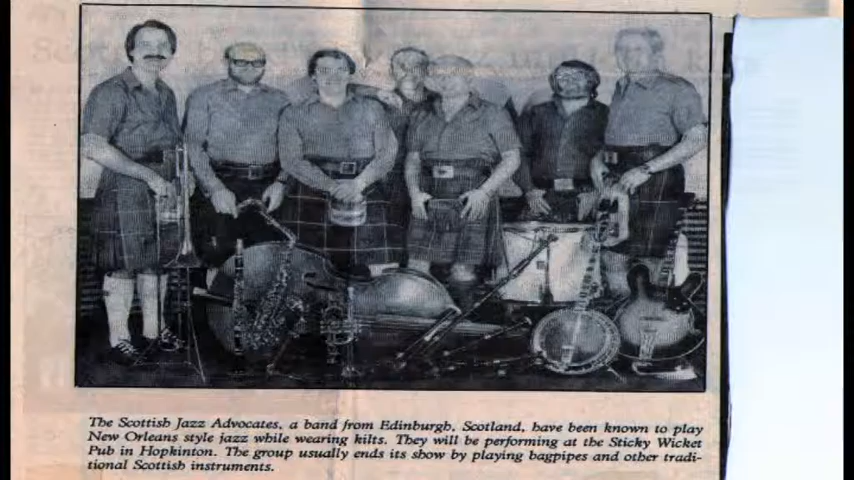 The Scottish Jazz Advocates, a band from Edinburgh, Scotland, have been known to play
New Orleans style jazz while wearing kilts. They will be performing at the Sticky Wicket
Pub in Hopkinton. The group usually ends its show by playing bagpipes and other tradi-
tional Scottish instruments.